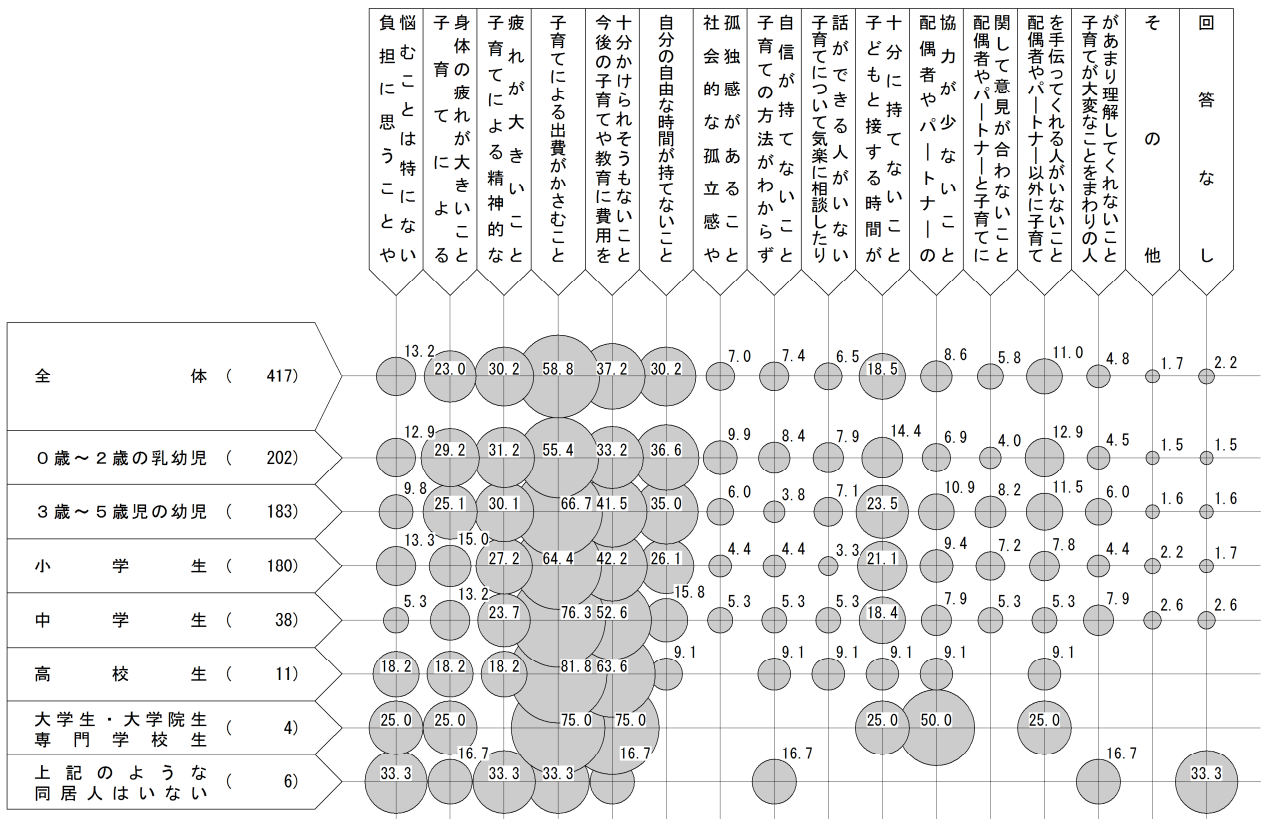 負担に思うことや
悩むことは特にない
子育てによる
身体の疲れが大きいこと
子育てによる精神的な
疲れが大きいこと
子育てによる出費がかさむこと
今後の子育てや教育に費用を
十分かけられそうもないこと
自分の自由な時間が持てないこと
社会的な孤立感や
孤独感があること
子育ての方法がわからず
自信が持てないこと
子育てについて気楽に相談したり
話ができる人がいない
子どもと接する時間が
十分に持てないこと
配偶者やパートナーの
協力が少ないこと
配偶者やパートナーと子育てに
関して意見が合わないこと
配偶者やパートナー以外に子育て
を手伝ってくれる人がいないこと
子育てが大変なことをまわりの人
があまり理解してくれないこと
その他
回答なし
全体 ( 417) 13.2 23.0 30.2 58.8 37.2 30.2 7.0 7.4 6.5 18.5 8.6 5.8 11.0 4.8 1.7 2.2
０歳～２歳の乳幼児 ( 202) 12.9 29.2 31.2 55.4 33.2 36.6 9.9 8.4 7.9 14.4 6.9 4.0 12.9 4.5 1.5 1.5
３歳～５歳児の幼児 ( 183) 9.8 25.1 30.1 66.7 41.5 35.0 6.0 3.8 7.1 23.5 10.9 8.2 11.5 6.0 1.6 1.6
小学生 ( 180) 13.3 15.0 27.2 64.4 42.2 26.1 4.4 4.4 3.3 21.1 9.4 7.2 7.8 4.4 2.2 1.7
中学生 ( 38) 5.3 13.2 23.7 76.3 52.6 15.8 5.3 5.3 5.3 18.4 7.9 5.3 5.3 7.9 2.6 2.6
高校生 ( 11) 18.2 18.2 18.2 81.8 63.6 9.1 9.1 9.1 9.1 9.1 9.1
大学生・大学院生
専門学校生 ( 4) 25.0 25.0 75.0 75.0 25.0 50.0 25.0
上記のような
同居人はいない ( 6) 33.3 16.7 33.3 33.3 16.7 16.7 16.7 33.3